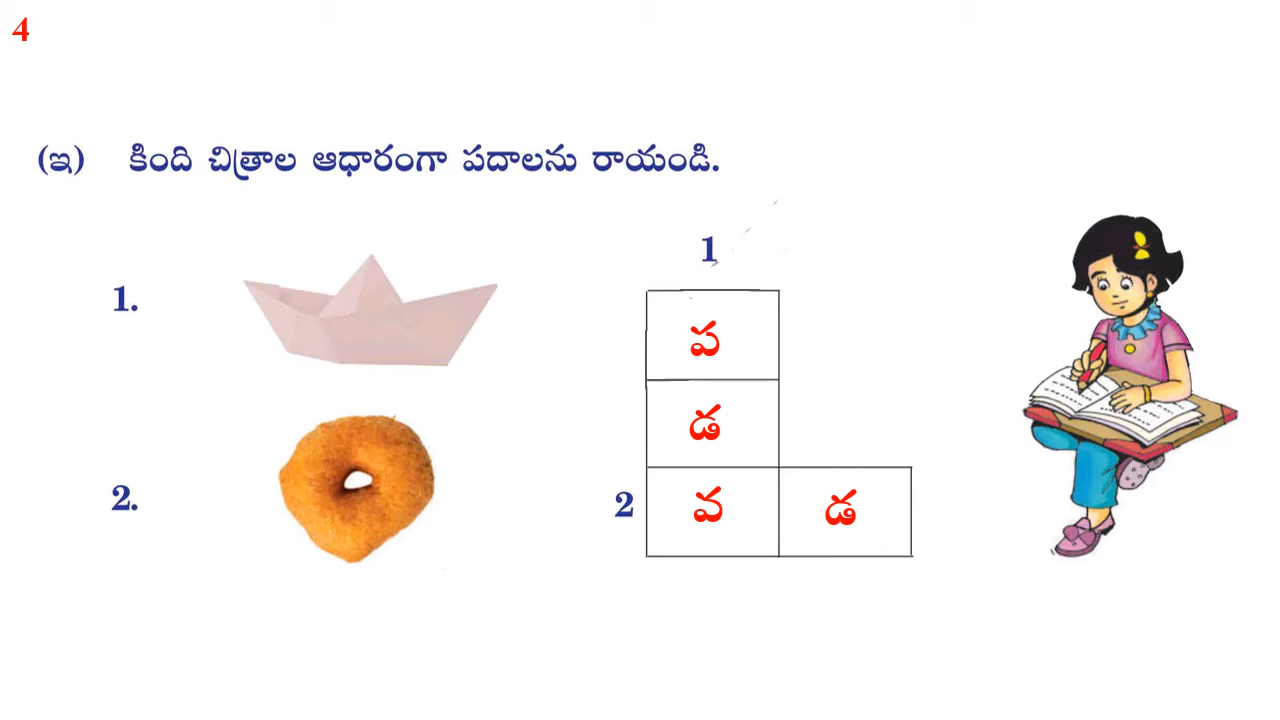 4
(ఇ) కింది చిత్రాల ఆధారంగా పదాలను రాయండి.
1.
1
ప
డ
2.
2 వ డ